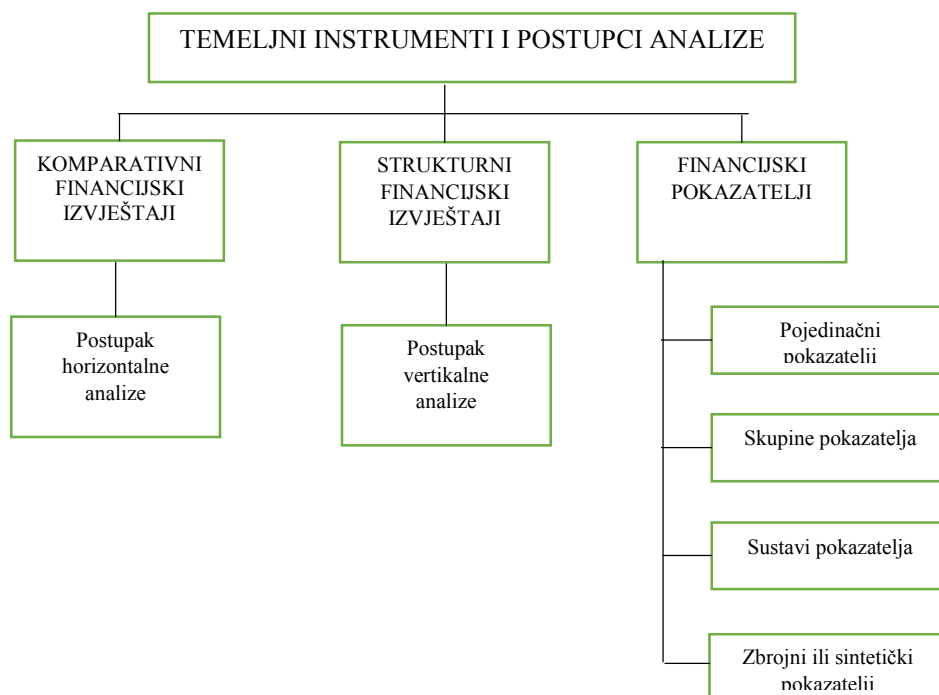 TEMELJNI INSTRUMENTI I POSTUPCI ANALIZE
KOMPARATIVNI
FINANCIJSKI
IZVJEŠTAJI
STRUKTURNI
FINANCIJSKI
IZVJEŠTAJI
FINANCIJSKI
POKAZATELJI
Postupak
horizontalne
analize
Postupak
vertikalne
analize
Pojedinačni
pokazatelji
Skupine pokazatelja
Sustavi pokazatelja
Zbrojni ili sintetički
pokazatelji